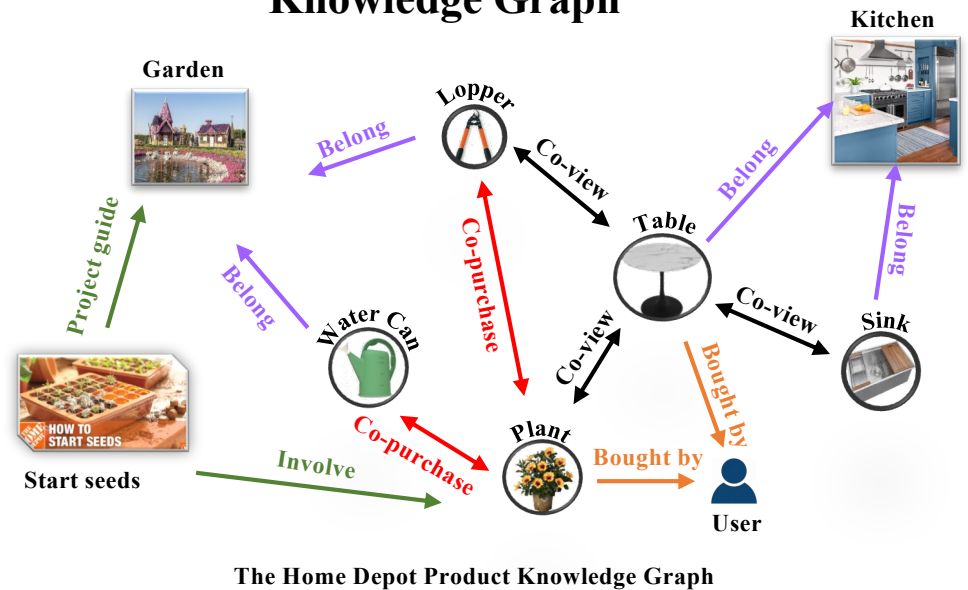 Knowledge Graph
Kitchen
Garden
Lopper
Belong
Co-view
Belong
Table
Project guide
Belong
Co-purchase
Belong
Co-view
Water Can
Co-view
Sink
Bought by
HOW TO
START SEEDS
Co-purchase
Plant
Start seeds
Involve
Bought by
User
The Home Depot Product Knowledge Graph